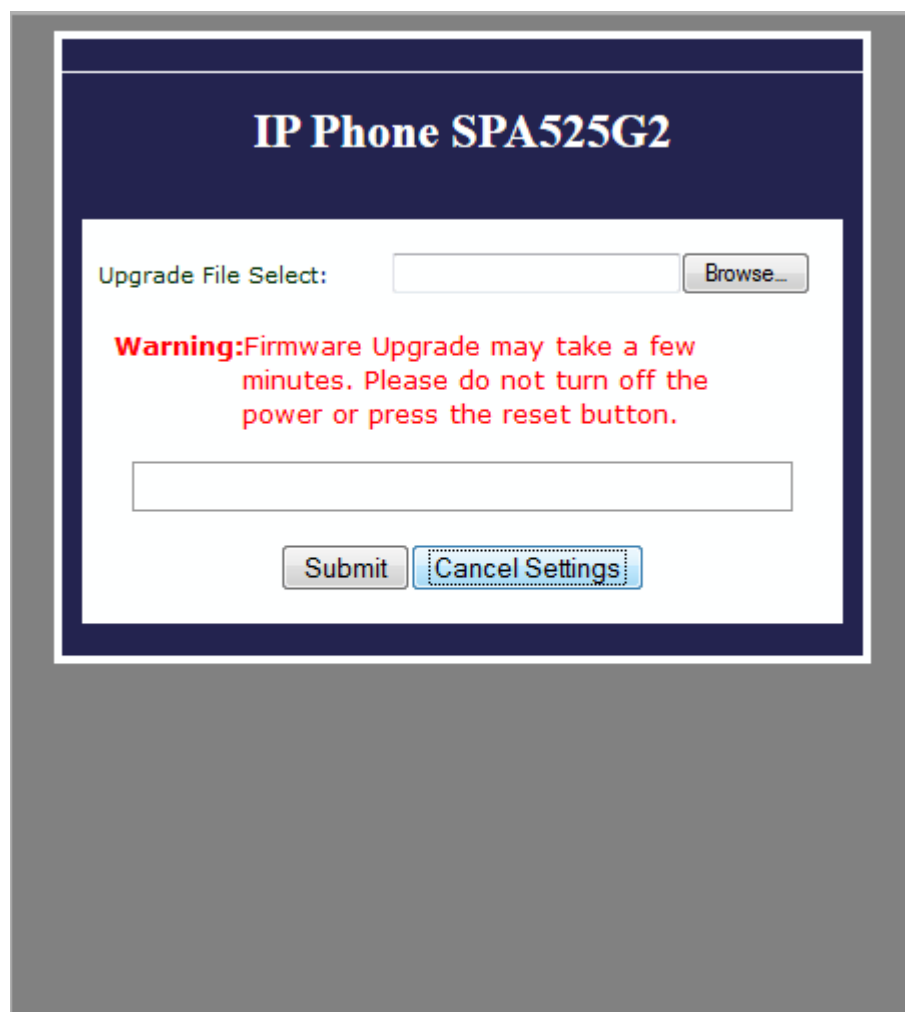 IP Phone SPA525G2
Upgrade File Select: Browse...
Warning:Firmware Upgrade may take a few
minutes. Please do not turn off the
power or press the reset button.
Submit Cancel Settings